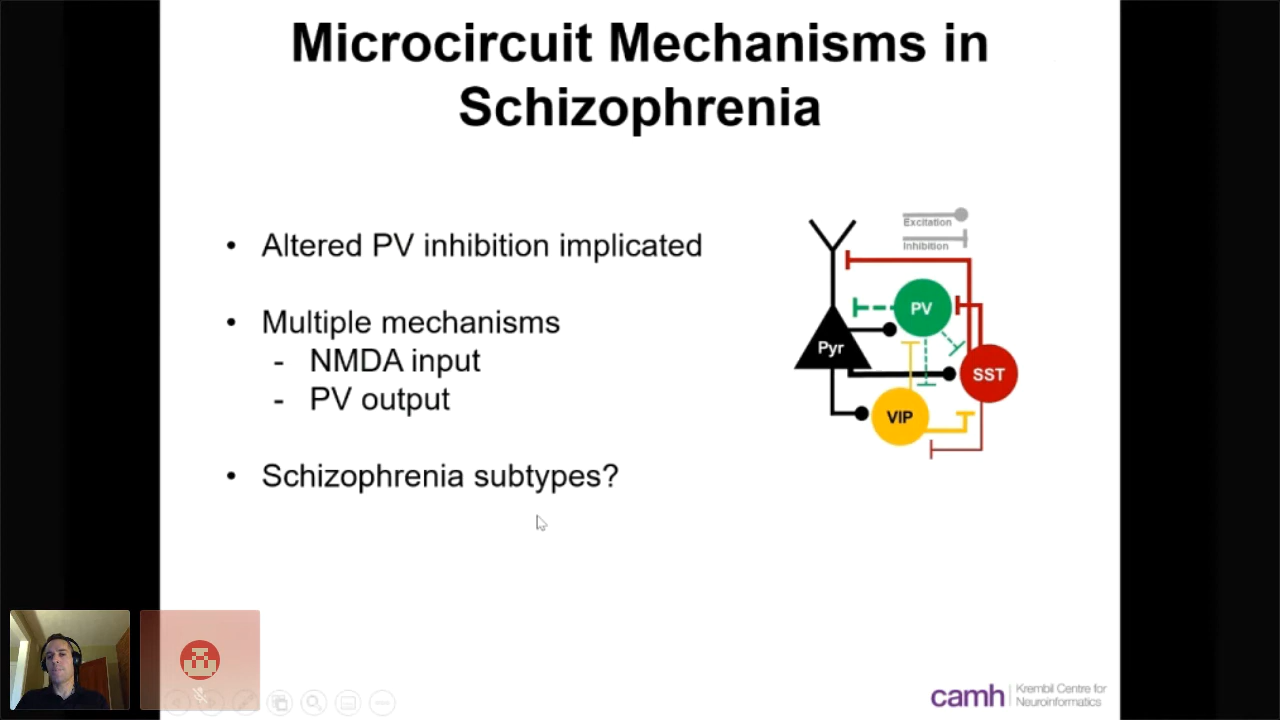 Microcircuit Mechanisms in
Schizophrenia
• Altered PV inhibition implicated
• Multiple mechanisms
- NMDA input
- PV output
• Schizophrenia subtypes?
Excitation
Inhibition
PV
Pyr
SST
VIP
camh
Krembil Centre for
Neuroinformatics